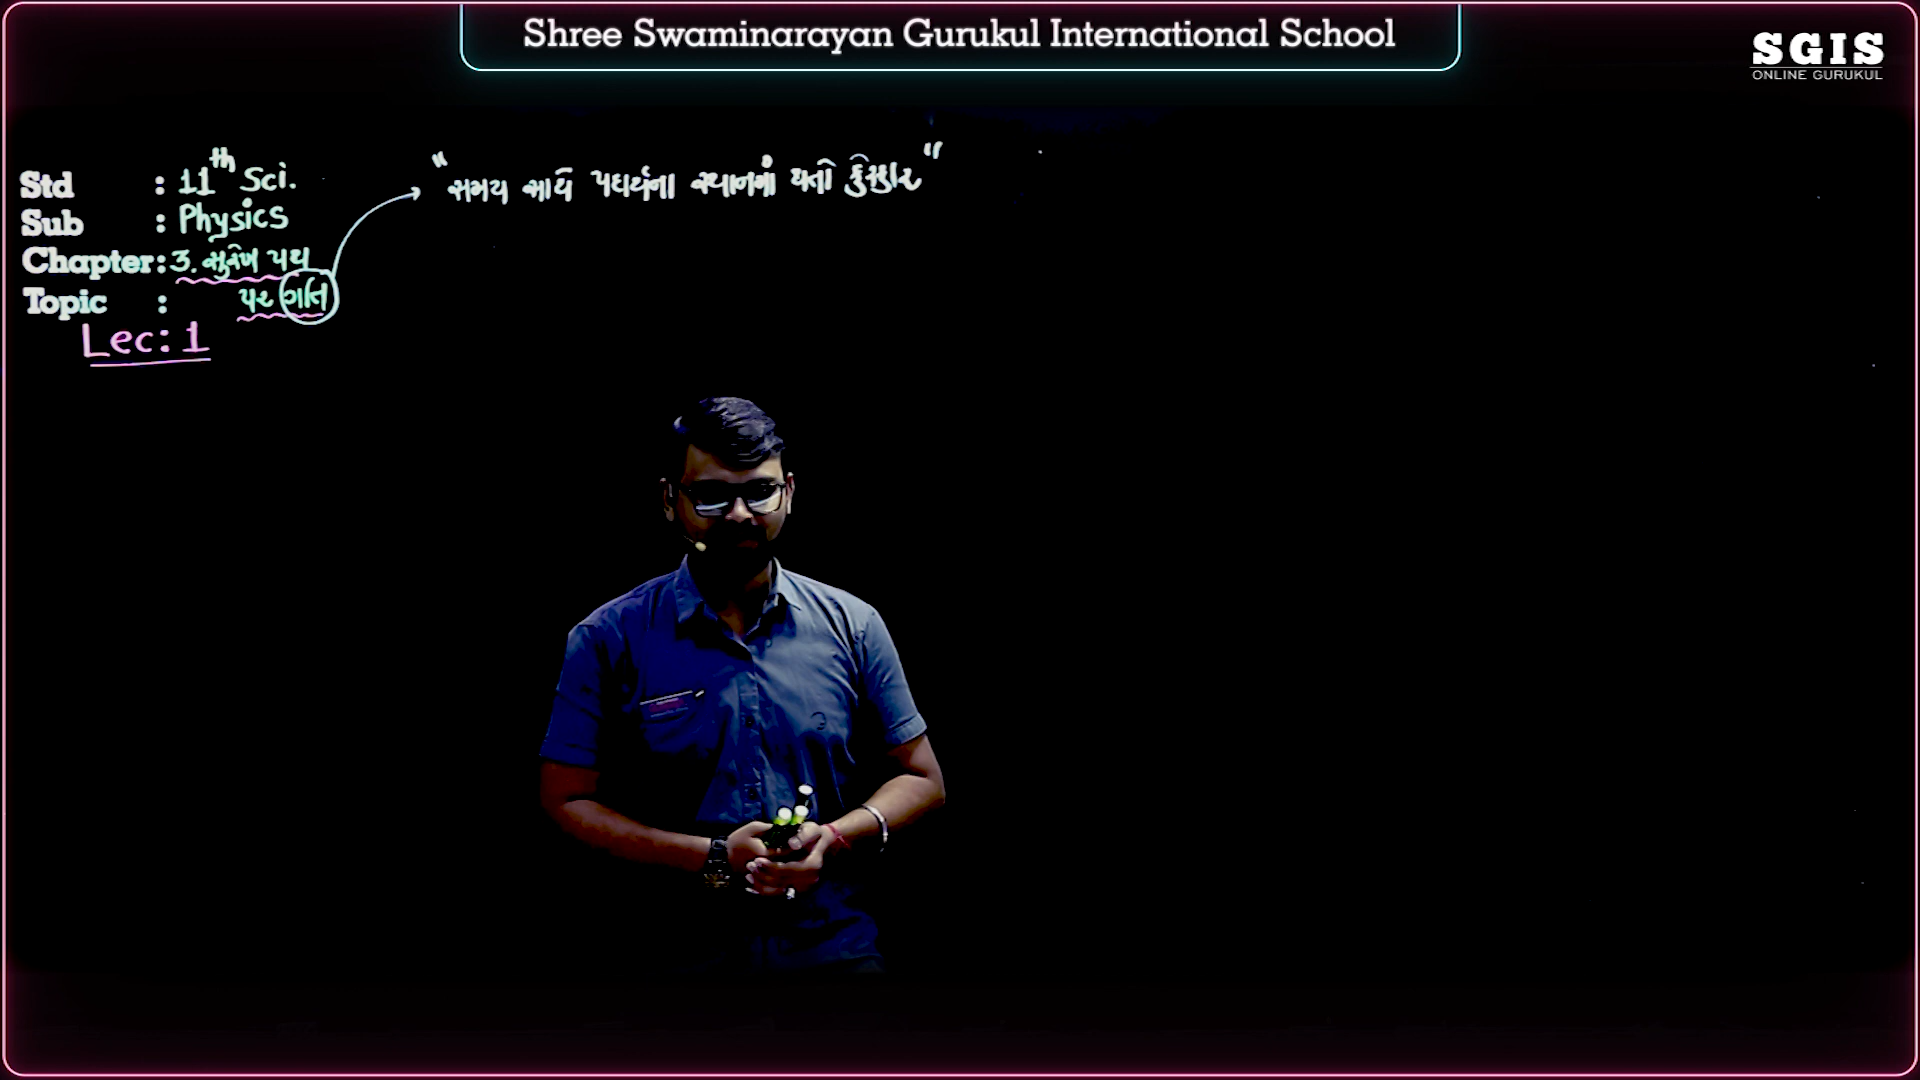 Shree Swaminarayan Gurukul International School
SGIS
ONLINE GURUKUL
Std : 11th Sci.
Sub : Physics
Chapter: 3. સુરેખ પથ
Topic : પર ગતિ
Lec: 1
"સમય સાથે પદાર્થના સ્થાનમાં થતો ફેરફાર"